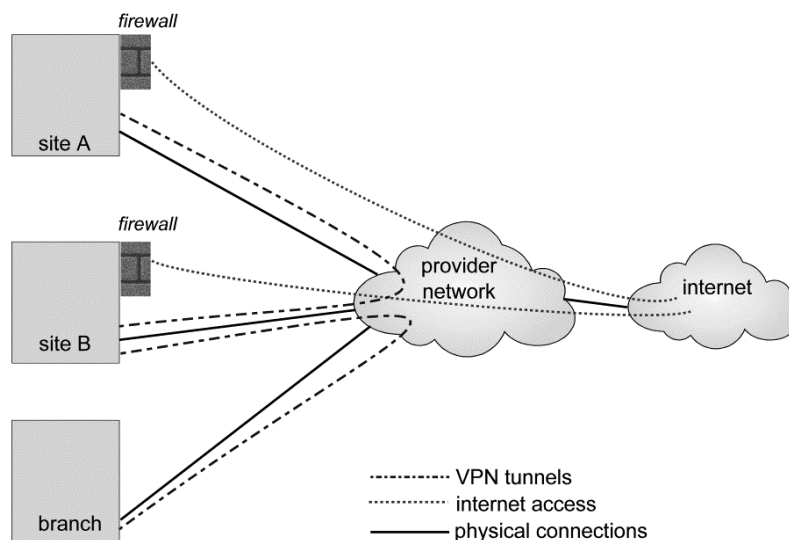 firewall
site A
firewall
site B
provider
network
internet
branch
VPN tunnels
internet access
physical connections